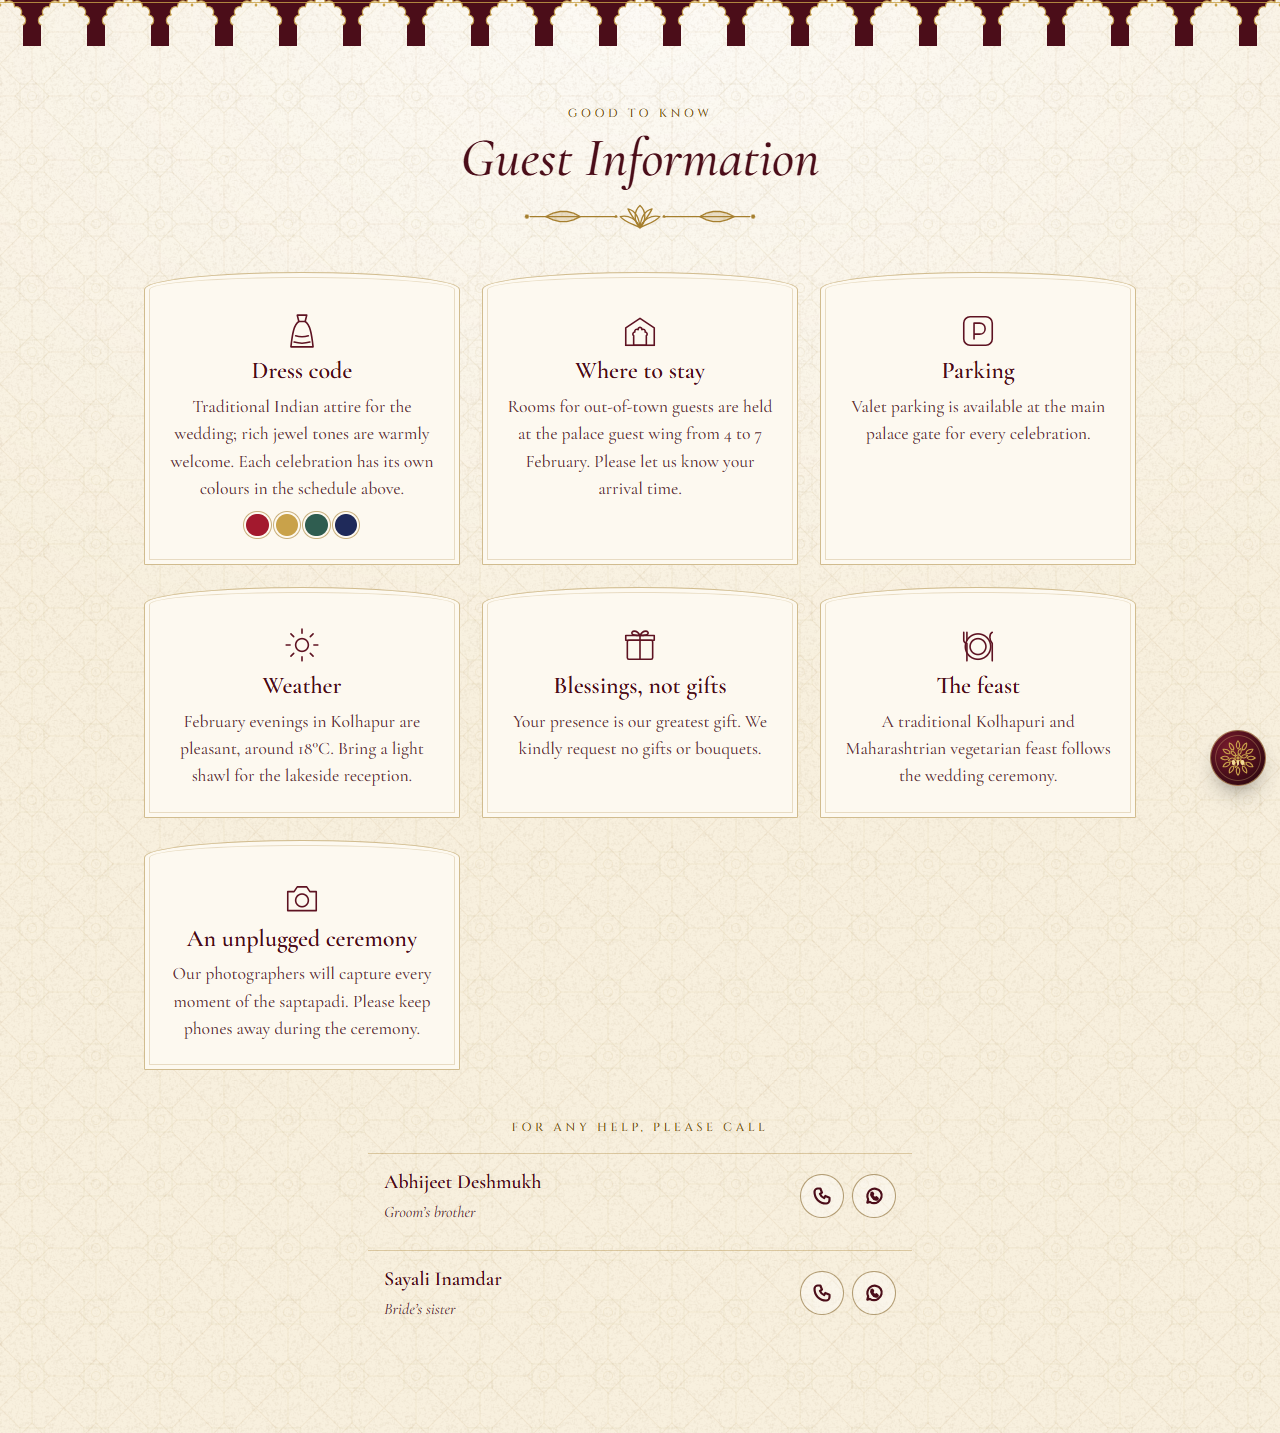 GOOD TO KNOW
Guest Information
Dress code
Traditional Indian attire for the
wedding; rich jewel tones are warmly
welcome. Each celebration has its own
colours in the schedule above.
Where to stay
Rooms for out-of-town guests are held
at the palace guest wing from 4 to 7
February. Please let us know your
arrival time.
P
Parking
Valet parking is available at the main
palace gate for every celebration.
Weather
February evenings in Kolhapur are
pleasant, around 18°C. Bring a light
shawl for the lakeside reception.
Blessings, not gifts
Your presence is our greatest gift. We
kindly request no gifts or bouquets.
The feast
A traditional Kolhapuri and
Maharashtrian vegetarian feast follows
the wedding ceremony.
An unplugged ceremony
Our photographers will capture every
moment of the saptapadi. Please keep
phones away during the ceremony.
FOR ANY HELP, PLEASE CALL
Abhijeet Deshmukh
Groom’s brother
Sayali Inamdar
Bride’s sister